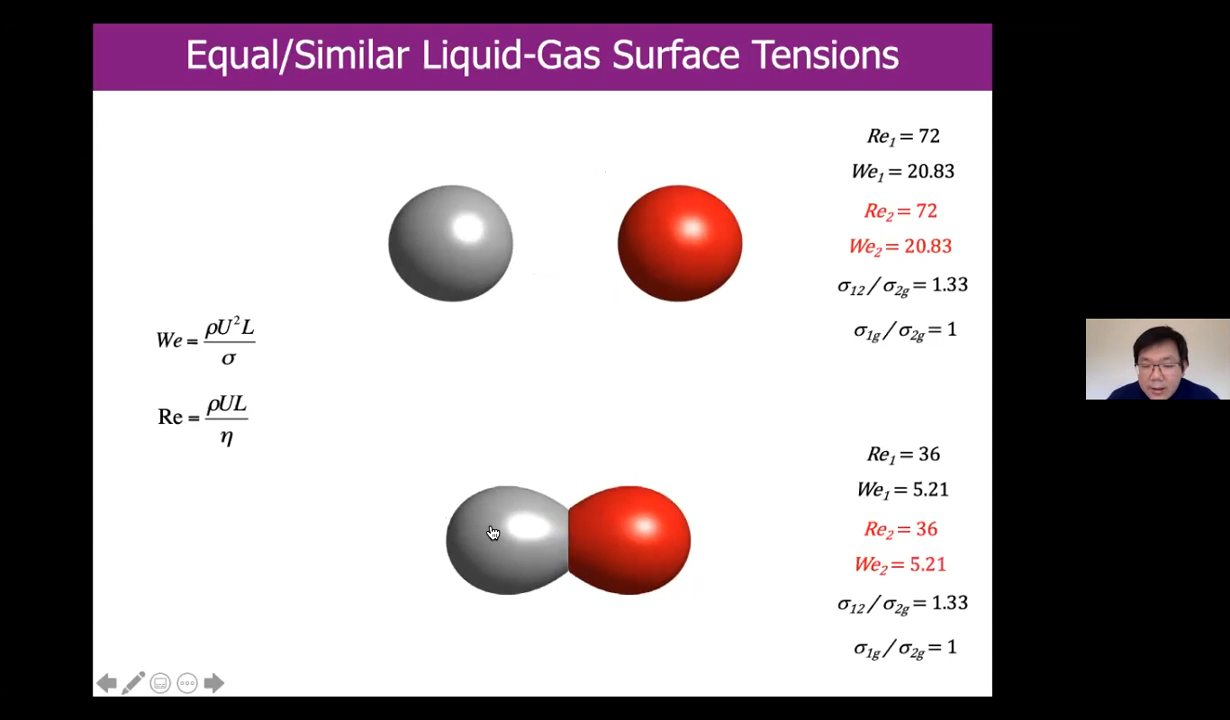 Equal/Similar Liquid-Gas Surface Tensions
Re₁ = 72
We₁ = 20.83
Re₂ = 72
We₂ = 20.83
σ₁₂ / σ₂g = 1.33
σ₁g / σ₂g = 1
We = ρU²L / σ
Re = ρUL / η
Re₁ = 36
We₁ = 5.21
Re₂ = 36
We₂ = 5.21
σ₁₂ / σ₂g = 1.33
σ₁g / σ₂g = 1